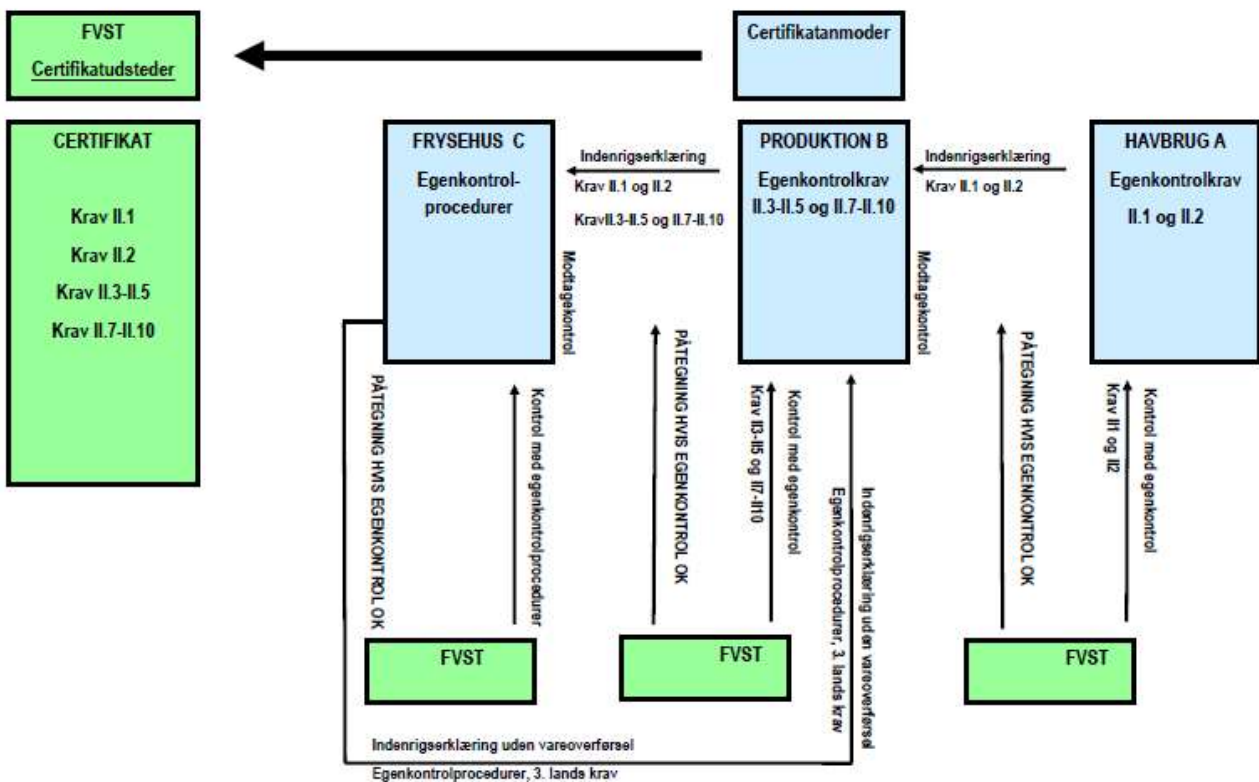 FVST
Certifikatudsteder
Certifikatanmoder
CERTIFIKAT
Krav II.1
Krav II.2
Krav II.3-II.5
Krav II.7-II.10
FRYSEHUS C
Egenkontrol-
procedurer
Indenrigserklæring
Krav II.1 og II.2
KravII.3-II.5 og II.7-II.10
Modtagekontrol
PRODUKTION B
Egenkontrolkrav
II.3-II.5 og II.7-II.10
Indenrigserklæring
Krav II.1 og II.2
Modtagekontrol
HAVBRUG A
Egenkontrolkrav
II.1 og II.2
PÅTEGNING HVIS EGENKONTROL OK
Kontrol med egenkontrolprocedurer
PÅTEGNING HVIS EGENKONTROL OK
Kontrol med egenkontrol
Krav II3-II5 og II7-II10
Indenrigserklæring uden vareoverførsel
Egenkontrolprocedurer, 3. lands krav
PÅTEGNING HVIS EGENKONTROL OK
Kontrol med egenkontrol
Krav II1 og II2
FVST
FVST
FVST
Indenrigserklæring uden vareoverførsel
Egenkontrolprocedurer, 3. lands krav